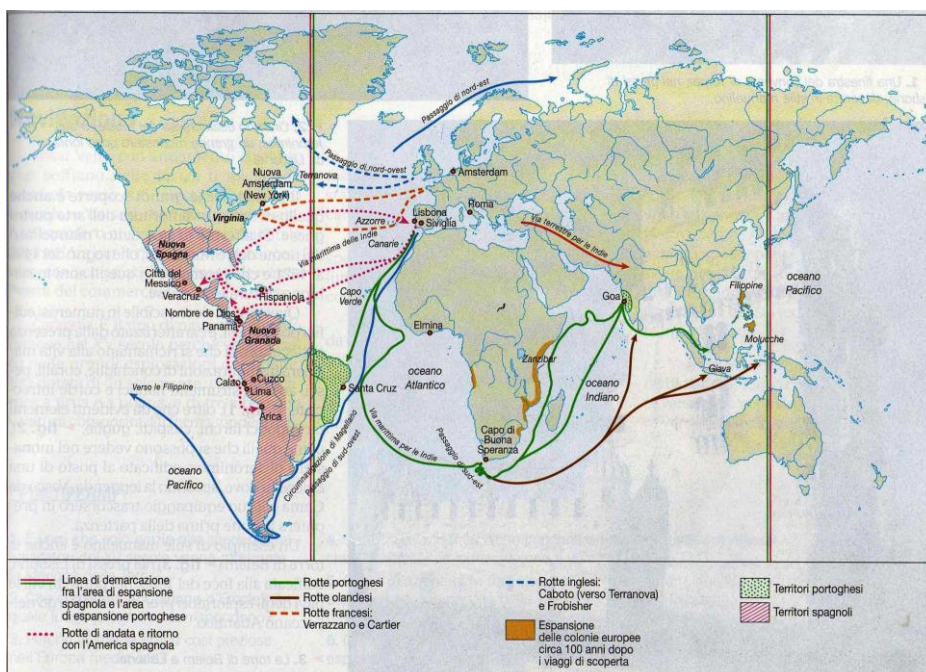 Passaggio di nord-est
Passaggio di nord-ovest
Terranova
Amsterdam
Nuova
Amsterdam
(New York)
Virginia
Azzorre
Lisbona
Siviglia
Roma
Via terrestre per le Indie
Nuova
Spagna
Via marittima delle Indie
Canarie
Città del
Messico
Veracruz
Hispaniola
Capo
Verde
Nombre de Dios
Panamá
Nuova
Granada
Elmina
Goa
Filippine
oceano
Pacifico
Molucche
Zanzibar
oceano
Atlantico
oceano
Indiano
Giava
Cuzco
Lima
Santa Cruz
Arica
Verso le Filippine
Circumnavigazione di Magellano
Passaggio di sud-ovest
Via marittima per le Indie
Passaggio di sud-est
Capo di
Buona
Speranza
oceano
Pacifico
Linea di demarcazione
fra l'area di espansione
spagnola e l'area
di espansione portoghese
Rotte di andata e ritorno
con l'America spagnola
Rotte portoghesi
Rotte olandesi
Rotte francesi:
Verrazzano e Cartier
Rotte inglesi:
Caboto (verso Terranova)
e Frobisher
Espansione
delle colonie europee
circa 100 anni dopo
i viaggi di scoperta
Territori portoghesi
Territori spagnoli